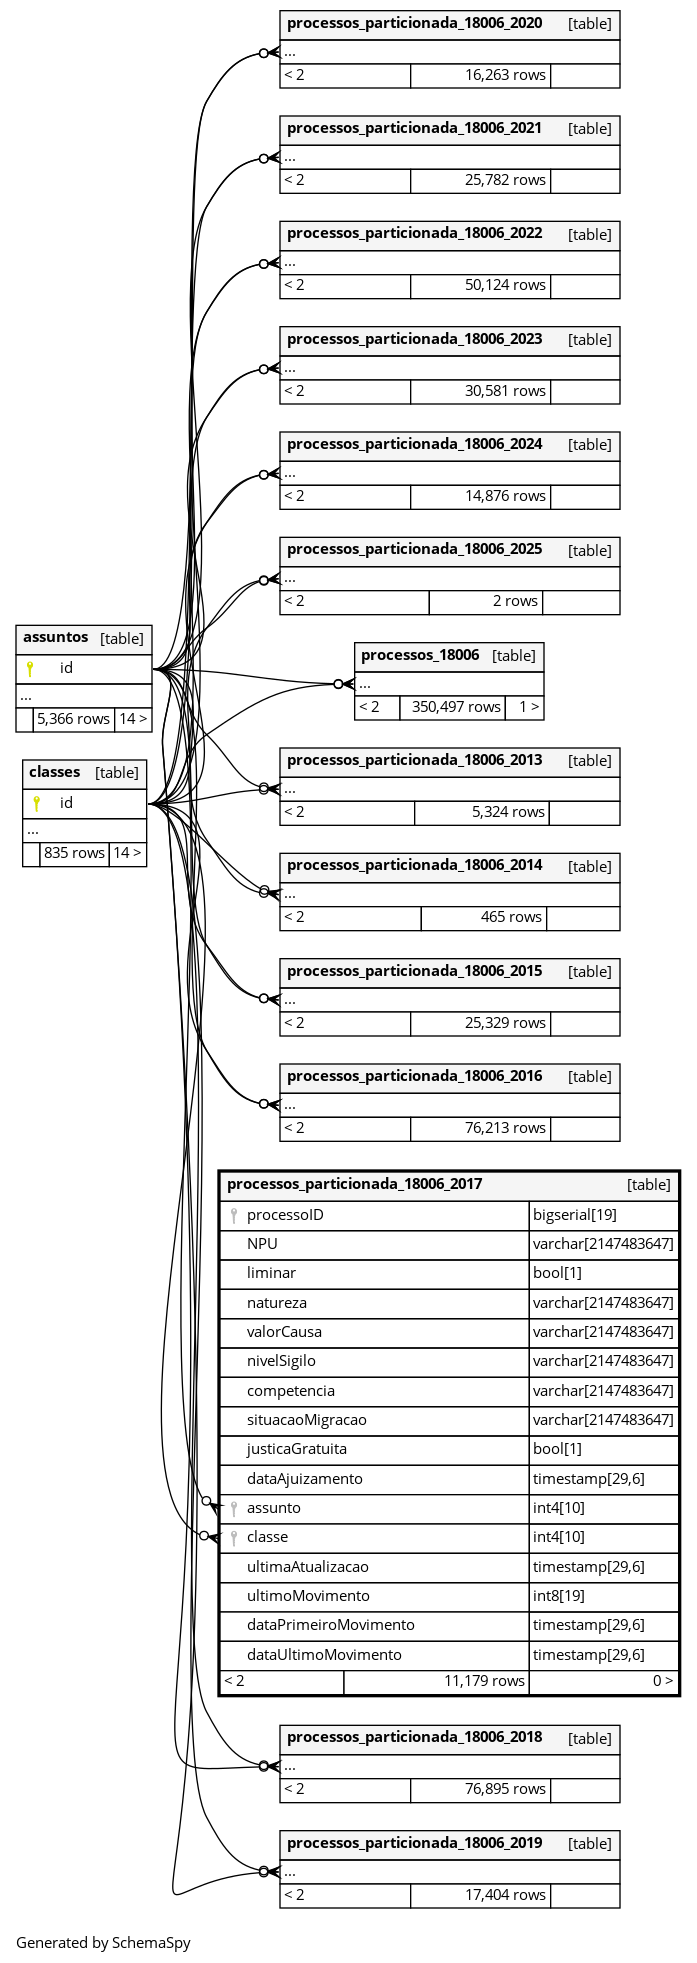 processos_particionada_18006_2020 [table]
...
< 2 16,263 rows
processos_particionada_18006_2021 [table]
...
< 2 25,782 rows
processos_particionada_18006_2022 [table]
...
< 2 50,124 rows
processos_particionada_18006_2023 [table]
...
< 2 30,581 rows
processos_particionada_18006_2024 [table]
...
< 2 14,876 rows
processos_particionada_18006_2025 [table]
...
< 2 2 rows
assuntos [table]
id
...
5,366 rows 14 >
processos_18006 [table]
...
< 2 350,497 rows 1 >
classes [table]
id
...
835 rows 14 >
processos_particionada_18006_2013 [table]
...
< 2 5,324 rows
processos_particionada_18006_2014 [table]
...
< 2 465 rows
processos_particionada_18006_2015 [table]
...
< 2 25,329 rows
processos_particionada_18006_2016 [table]
...
< 2 76,213 rows
processos_particionada_18006_2017 [table]
processoID bigserial[19]
NPU varchar[2147483647]
liminar bool[1]
natureza varchar[2147483647]
valorCausa varchar[2147483647]
nivelSigilo varchar[2147483647]
competencia varchar[2147483647]
situacaoMigracao varchar[2147483647]
justicaGratuita bool[1]
dataAjuizamento timestamp[29,6]
assunto int4[10]
classe int4[10]
ultimaAtualizacao timestamp[29,6]
ultimoMovimento int8[19]
dataPrimeiroMovimento timestamp[29,6]
dataUltimoMovimento timestamp[29,6]
< 2 11,179 rows 0 >
processos_particionada_18006_2018 [table]
...
< 2 76,895 rows
processos_particionada_18006_2019 [table]
...
< 2 17,404 rows
Generated by SchemaSpy